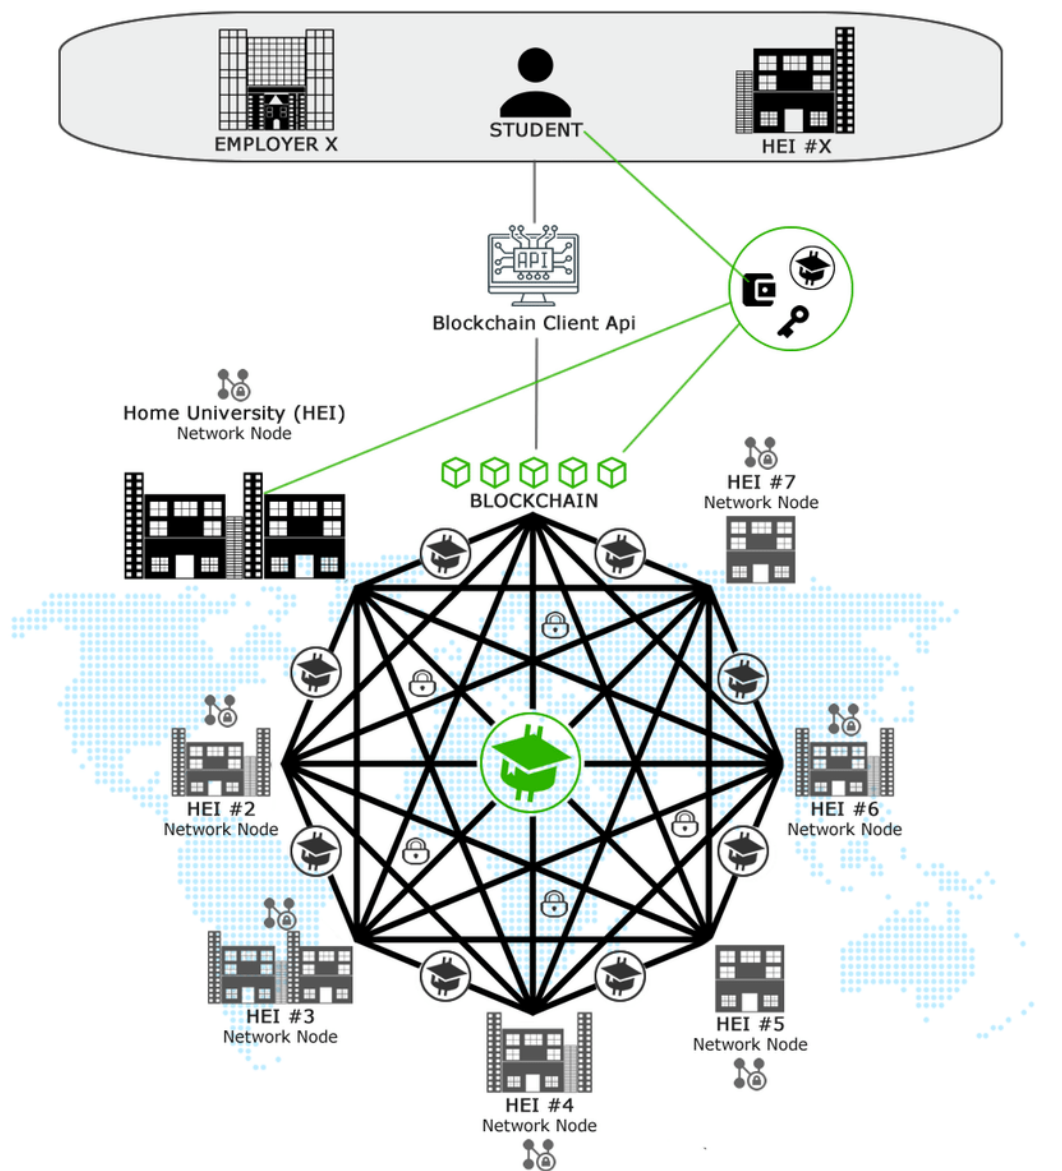 EMPLOYER X
STUDENT
HEI #X
API
Blockchain Client Api
Home University (HEI)
Network Node
BLOCKCHAIN
HEI #7
Network Node
HEI #2
Network Node
HEI #6
Network Node
HEI #3
Network Node
HEI #5
Network Node
HEI #4
Network Node